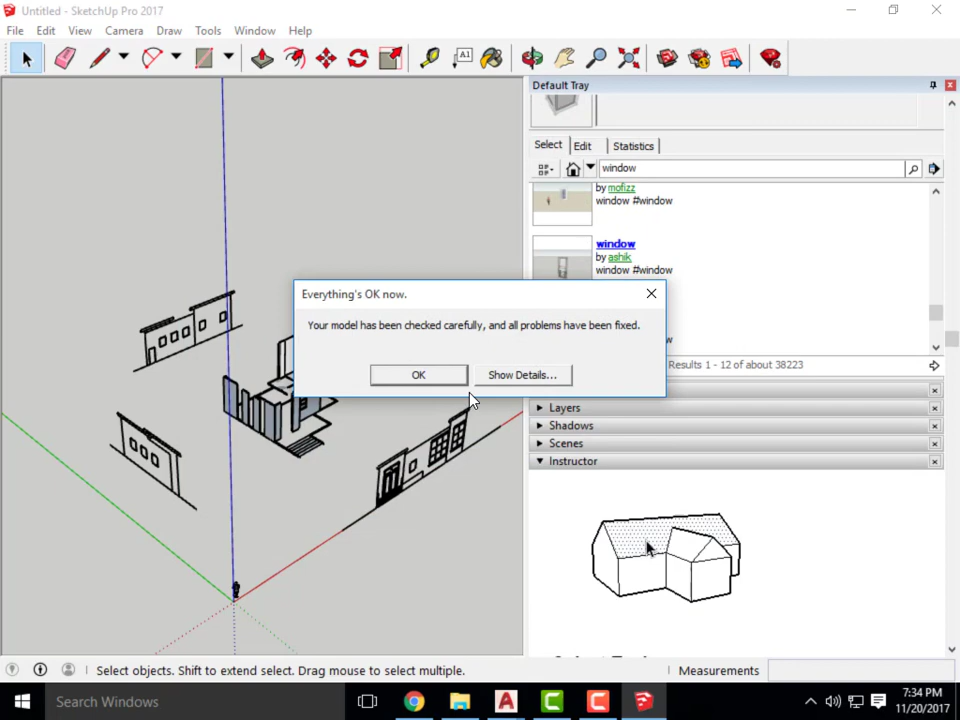 Untitled - SketchUp Pro 2017
File Edit View Camera Draw Tools Window Help
A1
Default Tray
Select Edit Statistics
window
by mofizz
window #window
window
by ashik
window #window
Everything's OK now.
Your model has been checked carefully, and all problems have been fixed.
OK Show Details...
Results 1 - 12 of about 38223
Layers
Shadows
Scenes
Instructor
Select objects. Shift to extend select. Drag mouse to select multiple.
Measurements
Search Windows
7:34 PM
11/20/2017